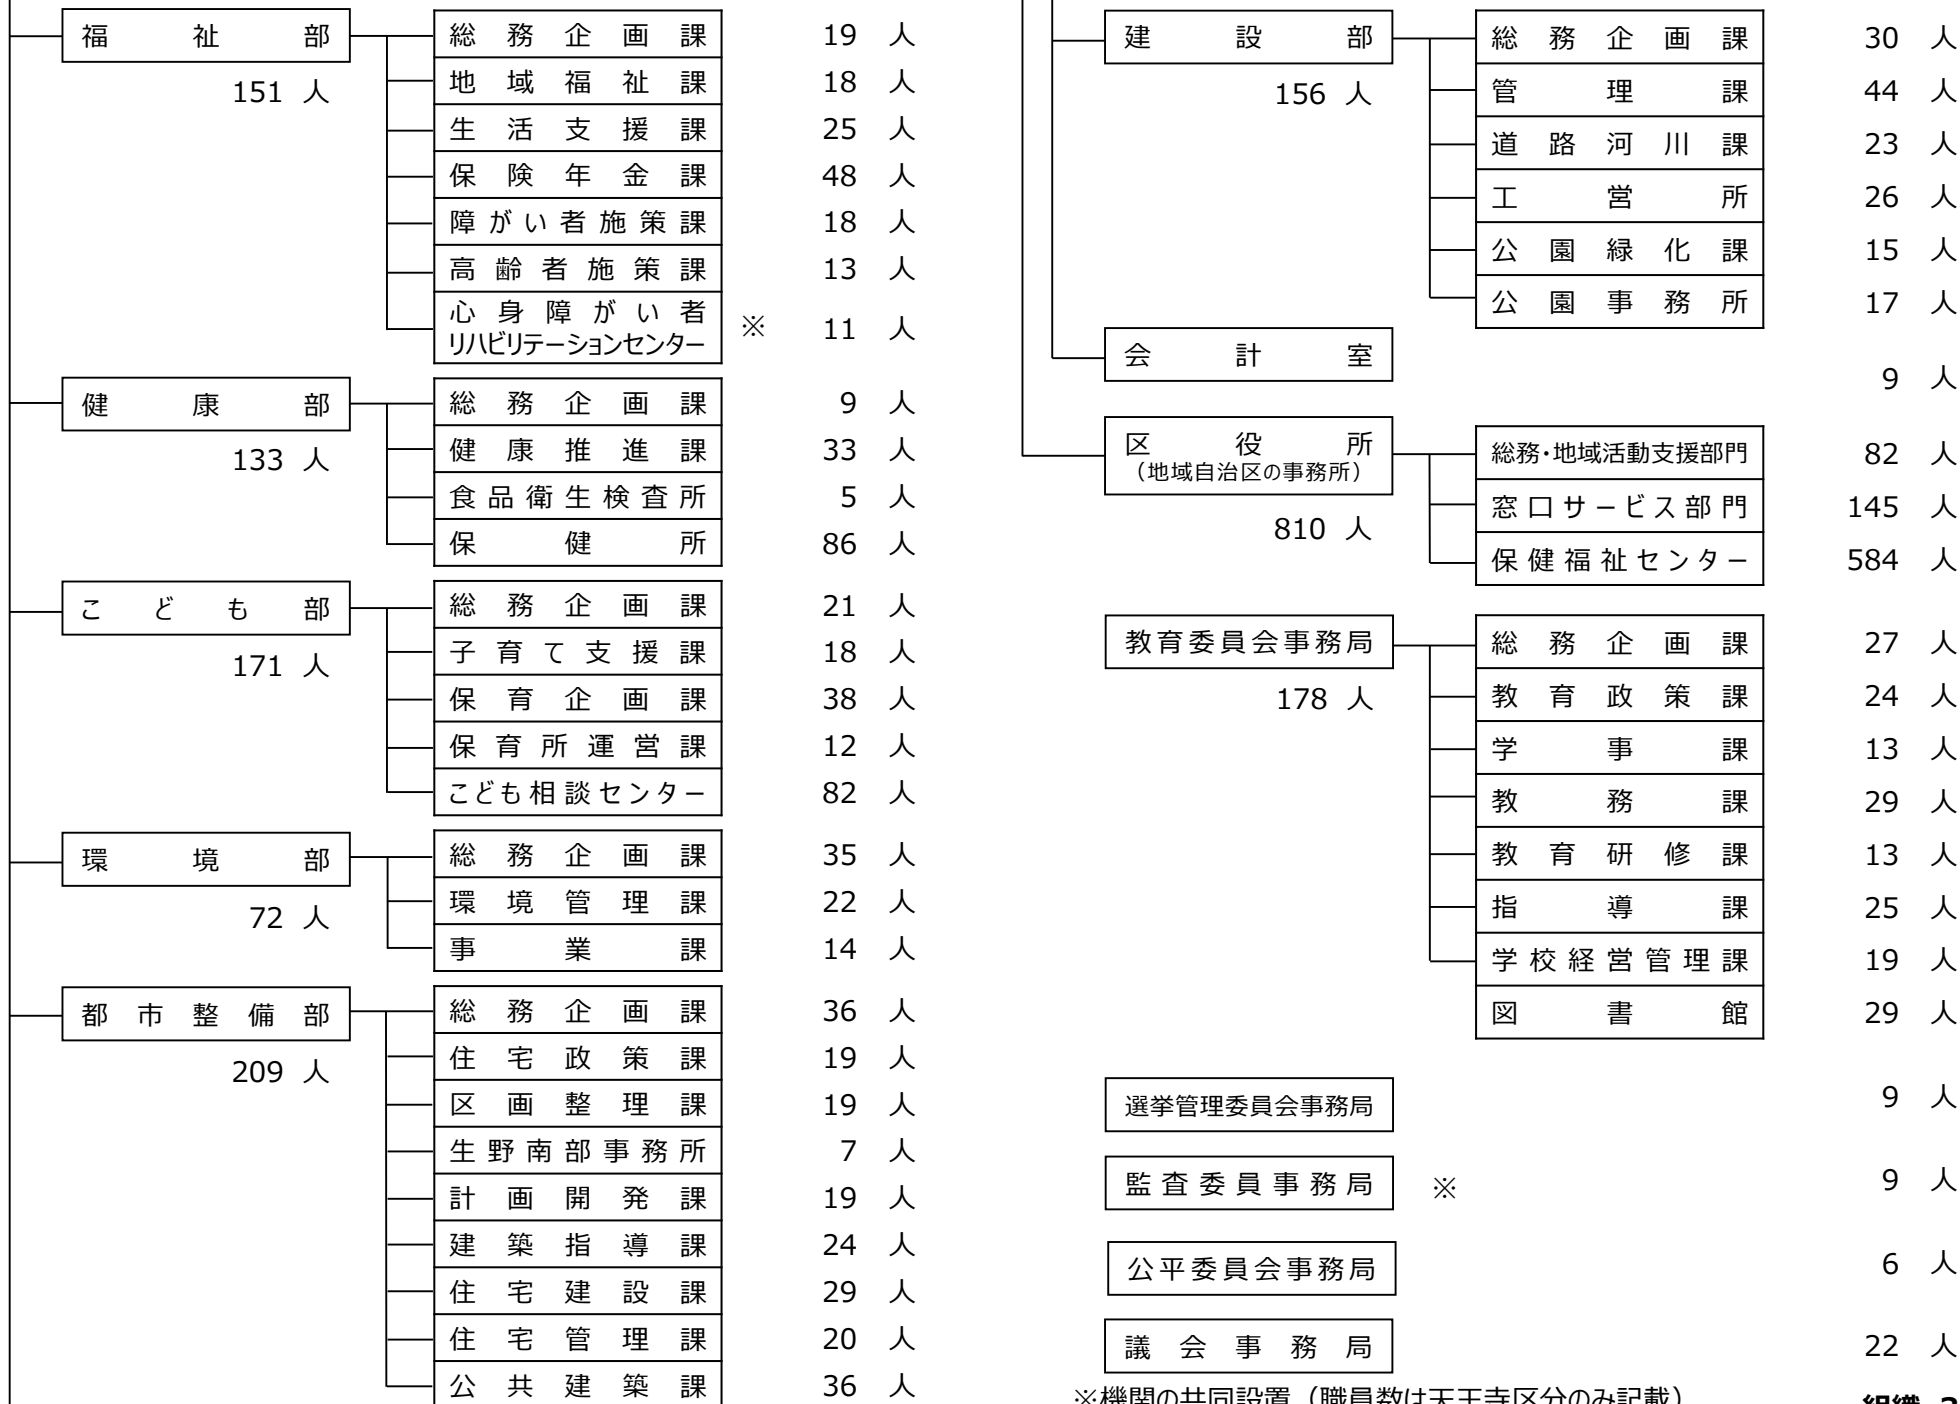 福祉部
151 人
総務企画課 19 人
地域福祉課 18 人
生活支援課 25 人
保険年金課 48 人
障がい者施策課 18 人
高齢者施策課 13 人
心身障がい者
リハビリテーションセンター ※ 11 人
健康部
133 人
総務企画課 9 人
健康推進課 33 人
食品衛生検査所 5 人
保健所 86 人
こども部
171 人
総務企画課 21 人
子育て支援課 18 人
保育企画課 38 人
保育所運営課 12 人
こども相談センター 82 人
環境部
72 人
総務企画課 35 人
環境管理課 22 人
事業課 14 人
都市整備部
209 人
総務企画課 36 人
住宅政策課 19 人
区画整理課 19 人
生野南部事務所 7 人
計画開発課 19 人
建築指導課 24 人
住宅建設課 29 人
住宅管理課 20 人
公共建築課 36 人
建設部
156 人
総務企画課 30 人
管理課 44 人
道路河川課 23 人
工営所 26 人
公園緑化課 15 人
公園事務所 17 人
会計室 9 人
区役所
（地域自治区の事務所）
810 人
総務・地域活動支援部門 82 人
窓口サービス部門 145 人
保健福祉センター 584 人
教育委員会事務局
178 人
総務企画課 27 人
教育政策課 24 人
学事課 13 人
教務課 29 人
教育研修課 13 人
指導課 25 人
学校経営管理課 19 人
図書館 29 人
選挙管理委員会事務局 9 人
監査委員事務局 ※ 9 人
公平委員会事務局 6 人
議会事務局 22 人
※機関の共同設置（職員数は天王寺区分のみ記載）